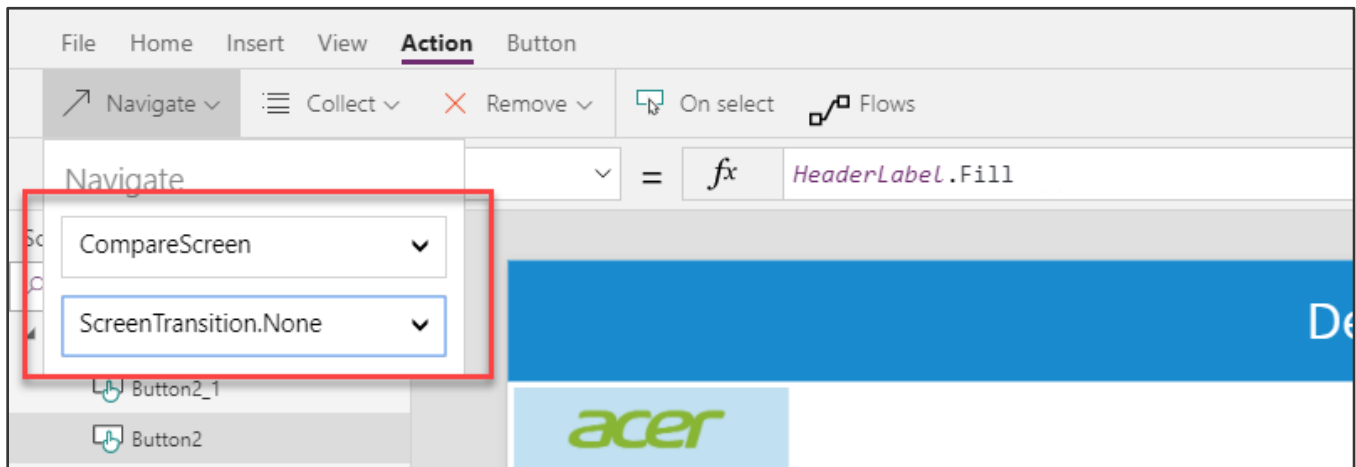 File Home Insert View Action Button
Navigate Collect Remove On select Flows
Navigate
= fx HeaderLabel.Fill
CompareScreen
ScreenTransition.None
De
Button2_1
Button2
acer